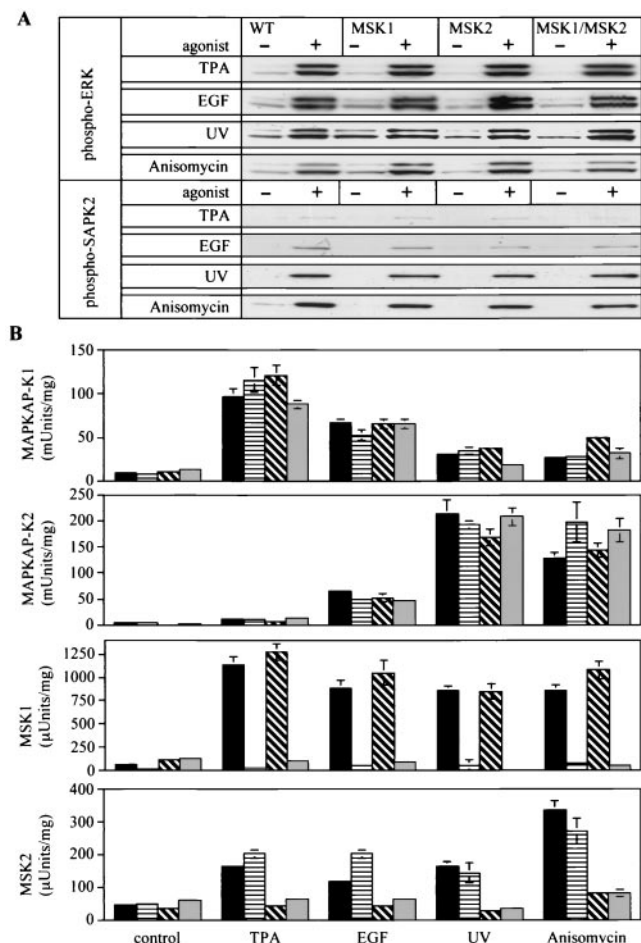 A
WT MSK1 MSK2 MSK1/MSK2
agonist − + − + − + − +
phospho-ERK
TPA
EGF
UV
Anisomycin
phospho-SAPK2
agonist − + − + − + − +
TPA
EGF
UV
Anisomycin
B
MAPKAP-K1
(mUnits/mg)
150
100
50
0
MAPKAP-K2
(mUnits/mg)
250
200
150
100
50
0
MSK1
(μUnits/mg)
1250
1000
750
500
250
0
MSK2
(μUnits/mg)
400
300
200
100
0
control TPA EGF UV Anisomycin